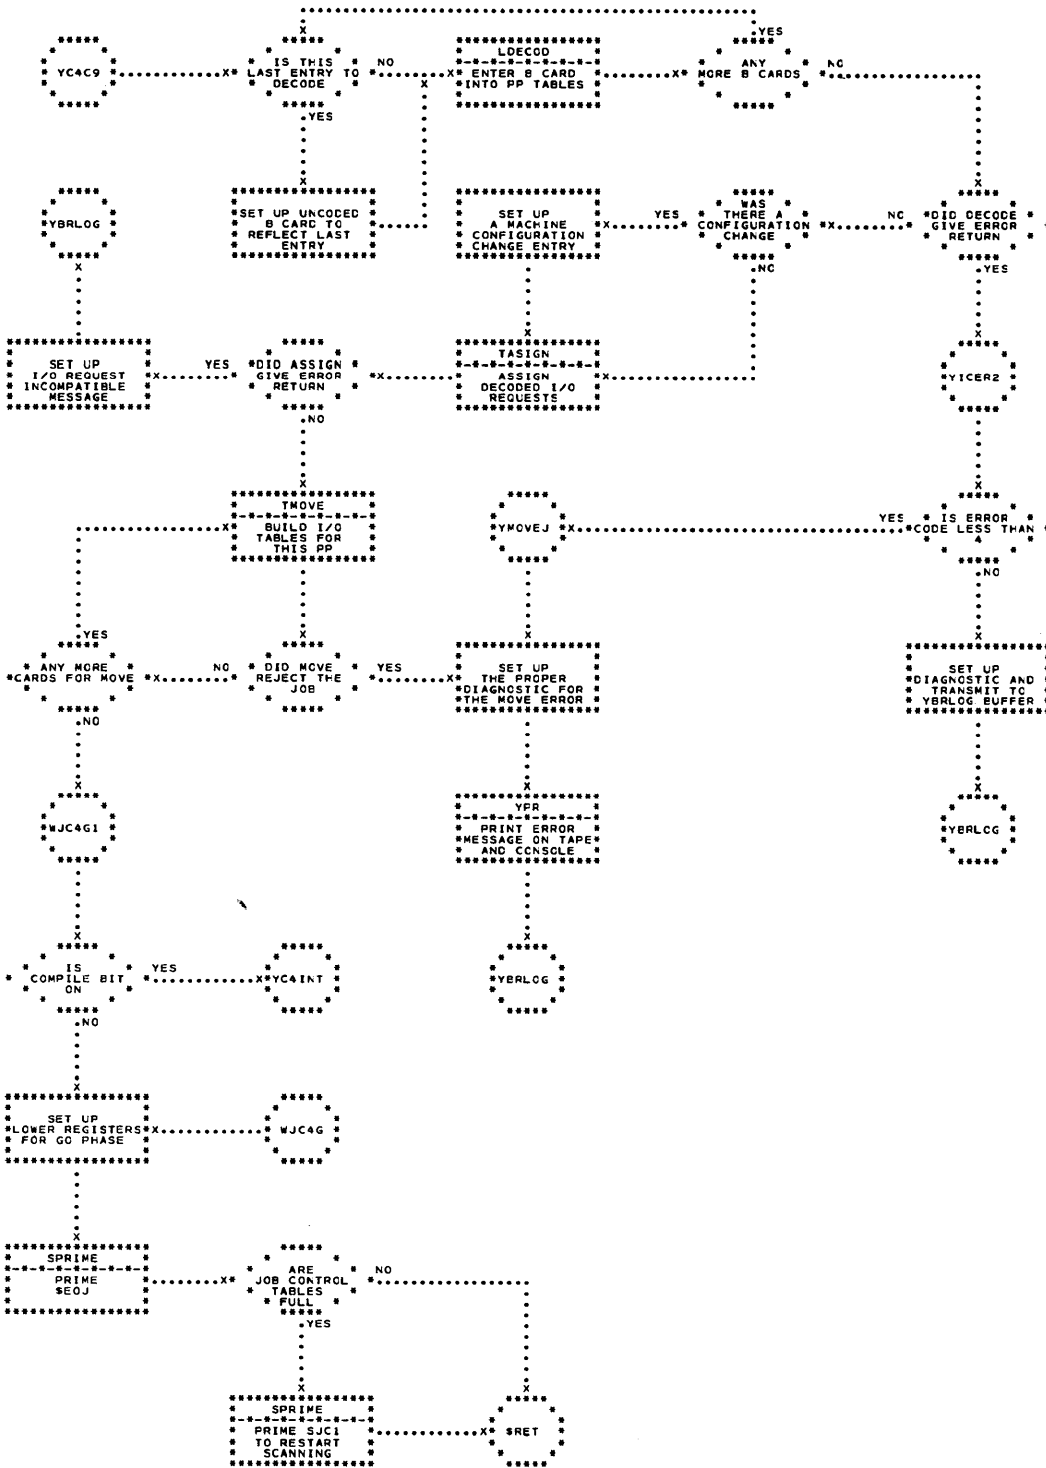 YES
YC4C9
IS THIS
LAST ENTRY TO
DECODE
NO
LDECOD
ENTER B CARD
INTO PP TABLES
ANY
MORE B CARDS
NO
YES
YBRLOG
SET UP UNCODED
B CARD TO
REFLECT LAST
ENTRY
SET UP
A MACHINE
CONFIGURATION
CHANGE ENTRY
YES
WAS
THERE A
CONFIGURATION
CHANGE
NO
DID DECODE
GIVE ERROR
RETURN
NO
YES
SET UP
I/O REQUEST
INCOMPATIBLE
MESSAGE
YES
DID ASSIGN
GIVE ERROR
RETURN
TASIGN
ASSIGN
DECODED I/O
REQUESTS
YICER2
NO
TMOVE
BUILD I/O
TABLES FOR
THIS PP
YMOVEJ
YES
IS ERROR
CODE LESS THAN
4
NO
YES
ANY MORE
CARDS FOR MOVE
NO
DID MOVE
REJECT THE
JOB
YES
SET UP
THE PROPER
DIAGNOSTIC FOR
THE MOVE ERROR
SET UP
DIAGNOSTIC AND
TRANSMIT TO
YBRLOG BUFFER
NO
WJC4G1
YPR
PRINT ERROR
MESSAGE ON TAPE
AND CONSOLE
YBRLOG
IS
COMPILE BIT
ON
YES
YC4INT
YBRLOG
NO
SET UP
LOWER REGISTERS
FOR GO PHASE
WJC4G
SPRIME
PRIME
$EOJ
ARE
JOB CONTROL
TABLES
FULL
NO
YES
SPRIME
PRIME SJC1
TO RESTART
SCANNING
$RET